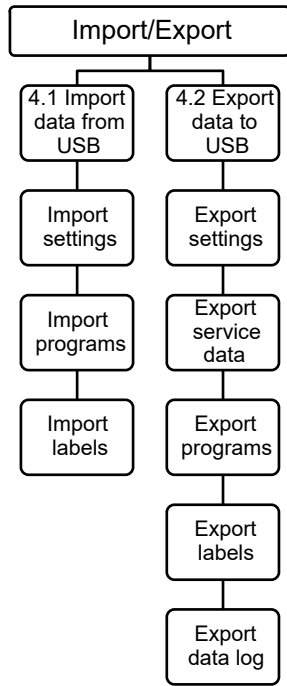 Import/Export
4.1 Import
data from
USB
Import
settings
Import
programs
Import
labels
4.2 Export
data to
USB
Export
settings
Export
service
data
Export
programs
Export
labels
Export
data log